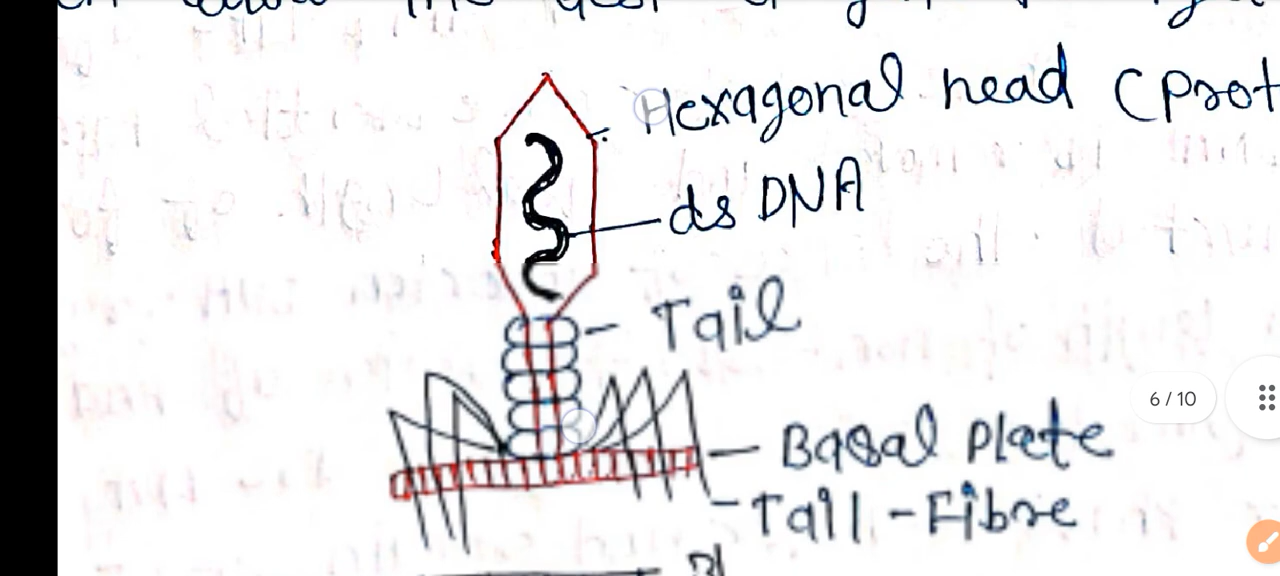 Hexagonal head (Prot
ds DNA
Tail
6 / 10
Basal Plate
Tail-Fibre